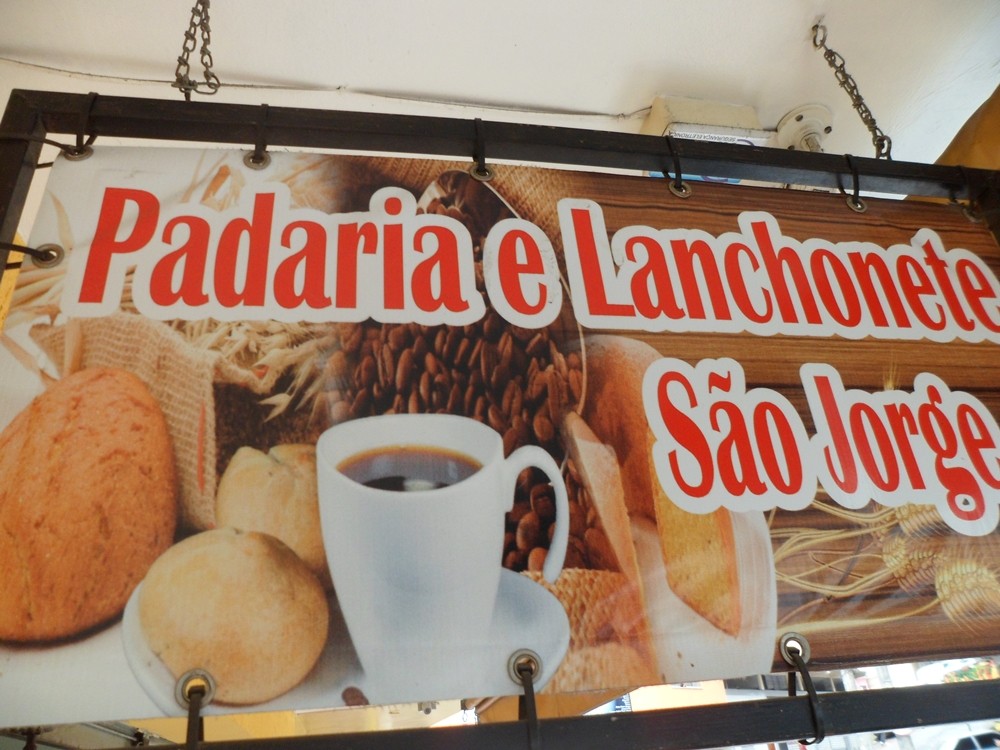 Padaria e Lanchonete
São Jorge